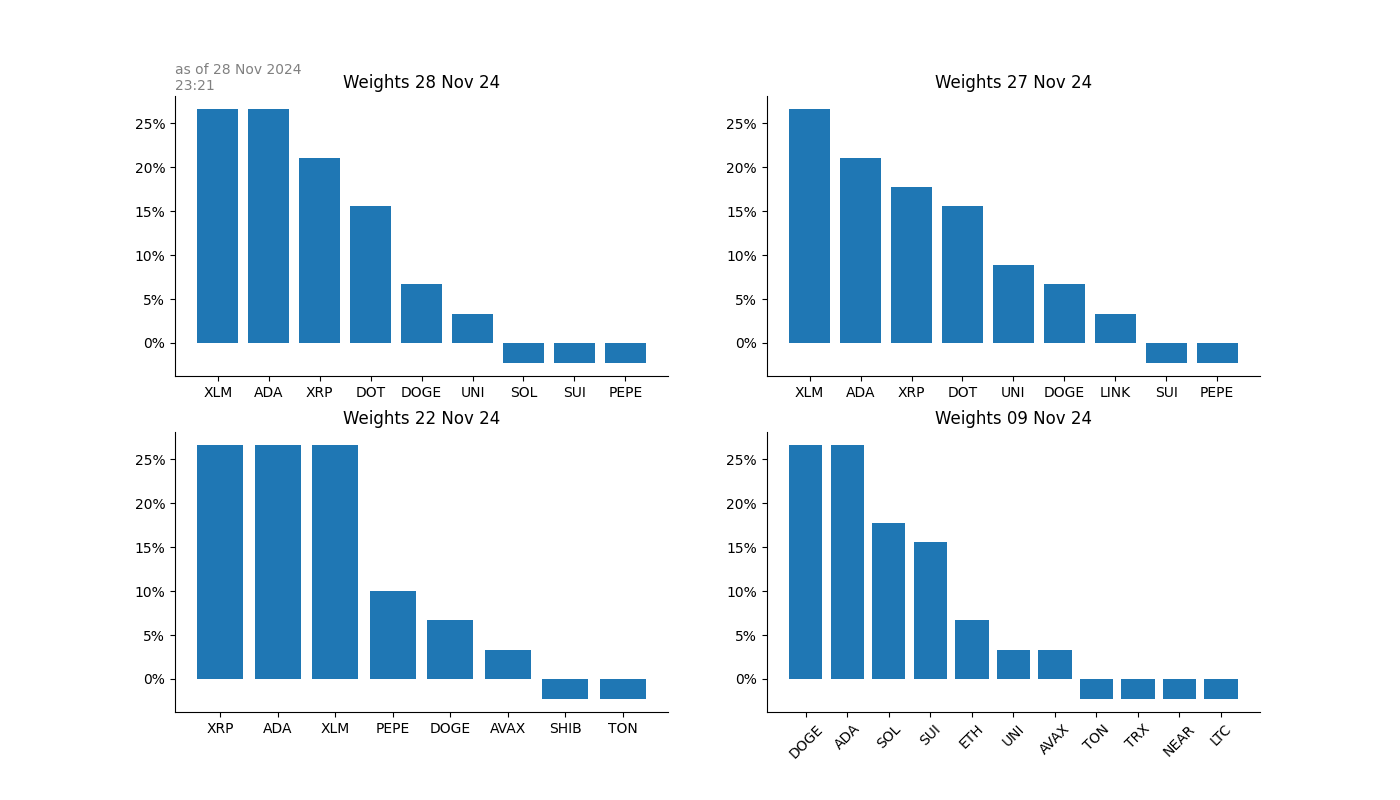 as of 28 Nov 2024
23:21
Weights 28 Nov 24
25%
20%
15%
10%
5%
0%
XLM ADA XRP DOT DOGE UNI SOL SUI PEPE
Weights 27 Nov 24
25%
20%
15%
10%
5%
0%
XLM ADA XRP DOT UNI DOGE LINK SUI PEPE
Weights 22 Nov 24
25%
20%
15%
10%
5%
0%
XRP ADA XLM PEPE DOGE AVAX SHIB TON
Weights 09 Nov 24
25%
20%
15%
10%
5%
0%
DOGE ADA SOL SUI ETH UNI AVAX TON TRX NEAR LTC